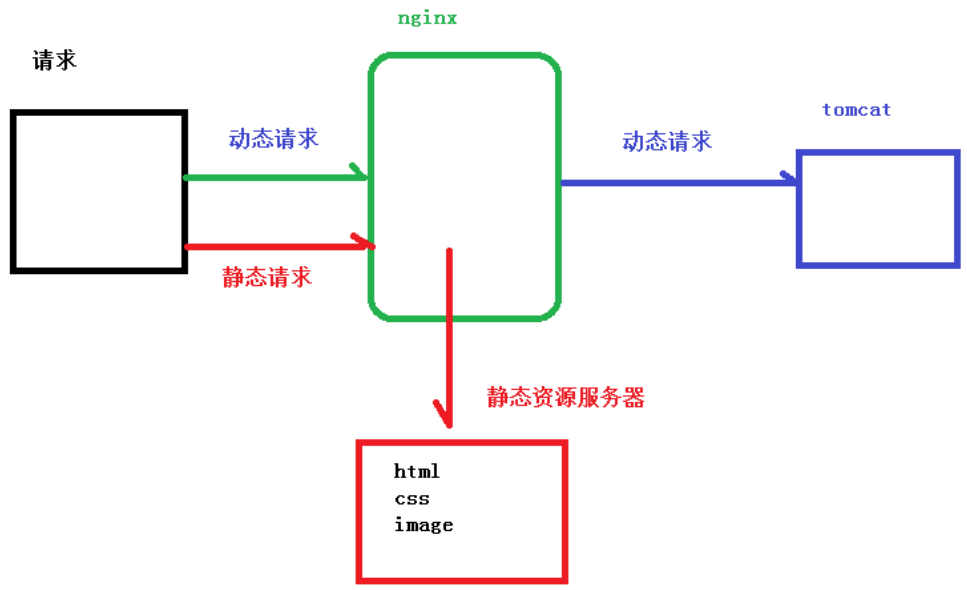 nginx
请求
tomcat
动态请求
动态请求
静态请求
静态资源服务器
html
css
image